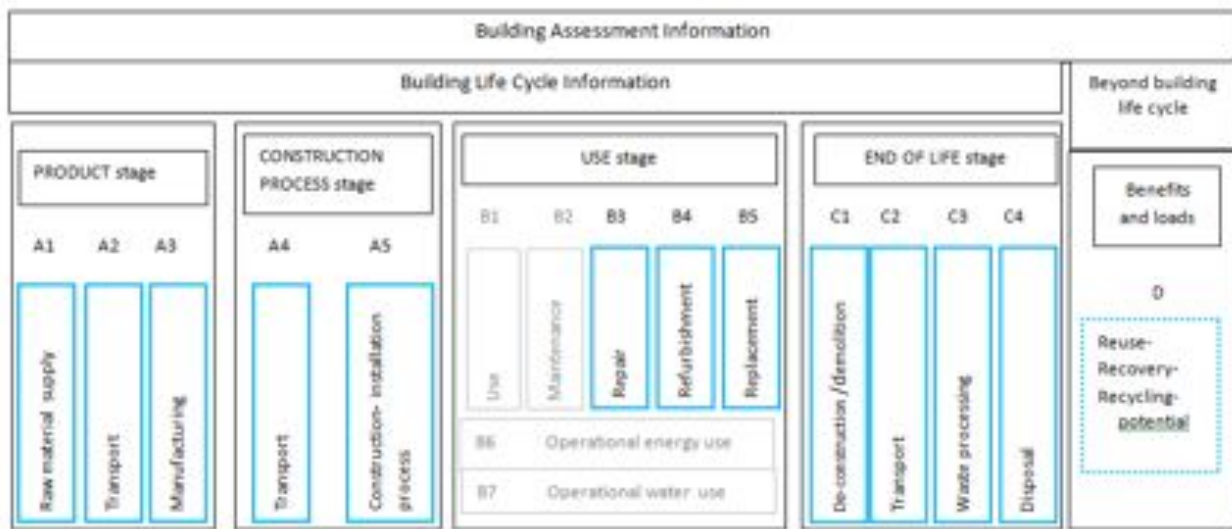 Building Assessment Information
Building Life Cycle Information
Beyond building
life cycle
PRODUCT stage
CONSTRUCTION
PROCESS stage
USE stage
END OF LIFE stage
Benefits
and loads
A1 A2 A3
A4 A5
B1 B2 B3 B4 B5
C1 C2 C3 C4
D
Raw material supply
Transport
Manufacturing
Transport
Construction- installation
process
Use
Maintenance
Repair
Refurbishment
Replacement
B6 Operational energy use
B7 Operational water use
De-construction /demolition
Transport
Waste processing
Disposal
Reuse-
Recovery-
Recycling-
potential